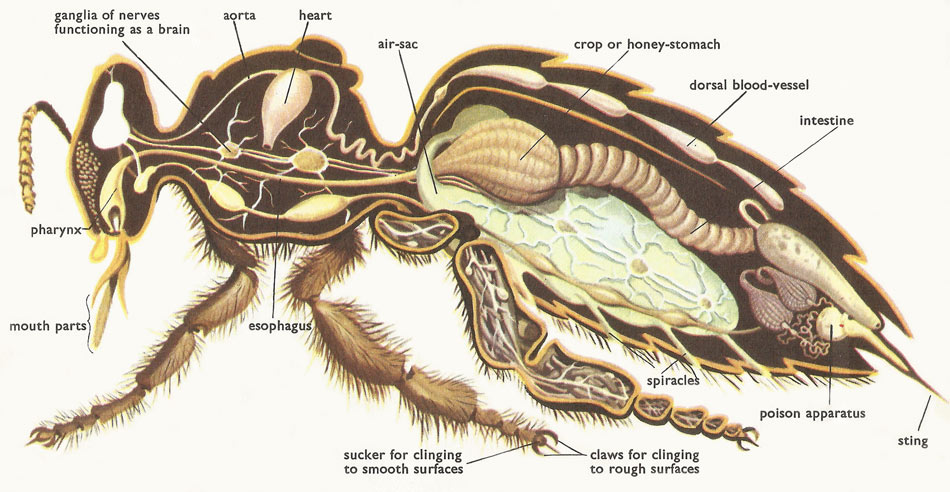 ganglia of nerves
functioning as a brain
aorta
heart
air-sac
crop or honey-stomach
dorsal blood-vessel
intestine
pharynx
mouth parts
esophagus
spiracles
poison apparatus
sting
sucker for clinging
to smooth surfaces
claws for clinging
to rough surfaces